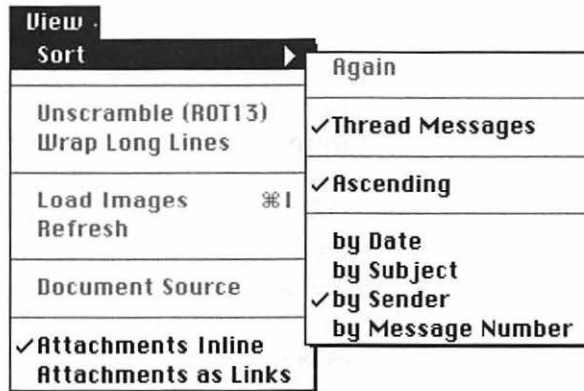 View
Sort
Unscramble (ROT13)
Wrap Long Lines
Load Images ⌘I
Refresh
Document Source
✓Attachments Inline
Attachments as Links
Again
✓Thread Messages
✓Ascending
by Date
by Subject
✓by Sender
by Message Number